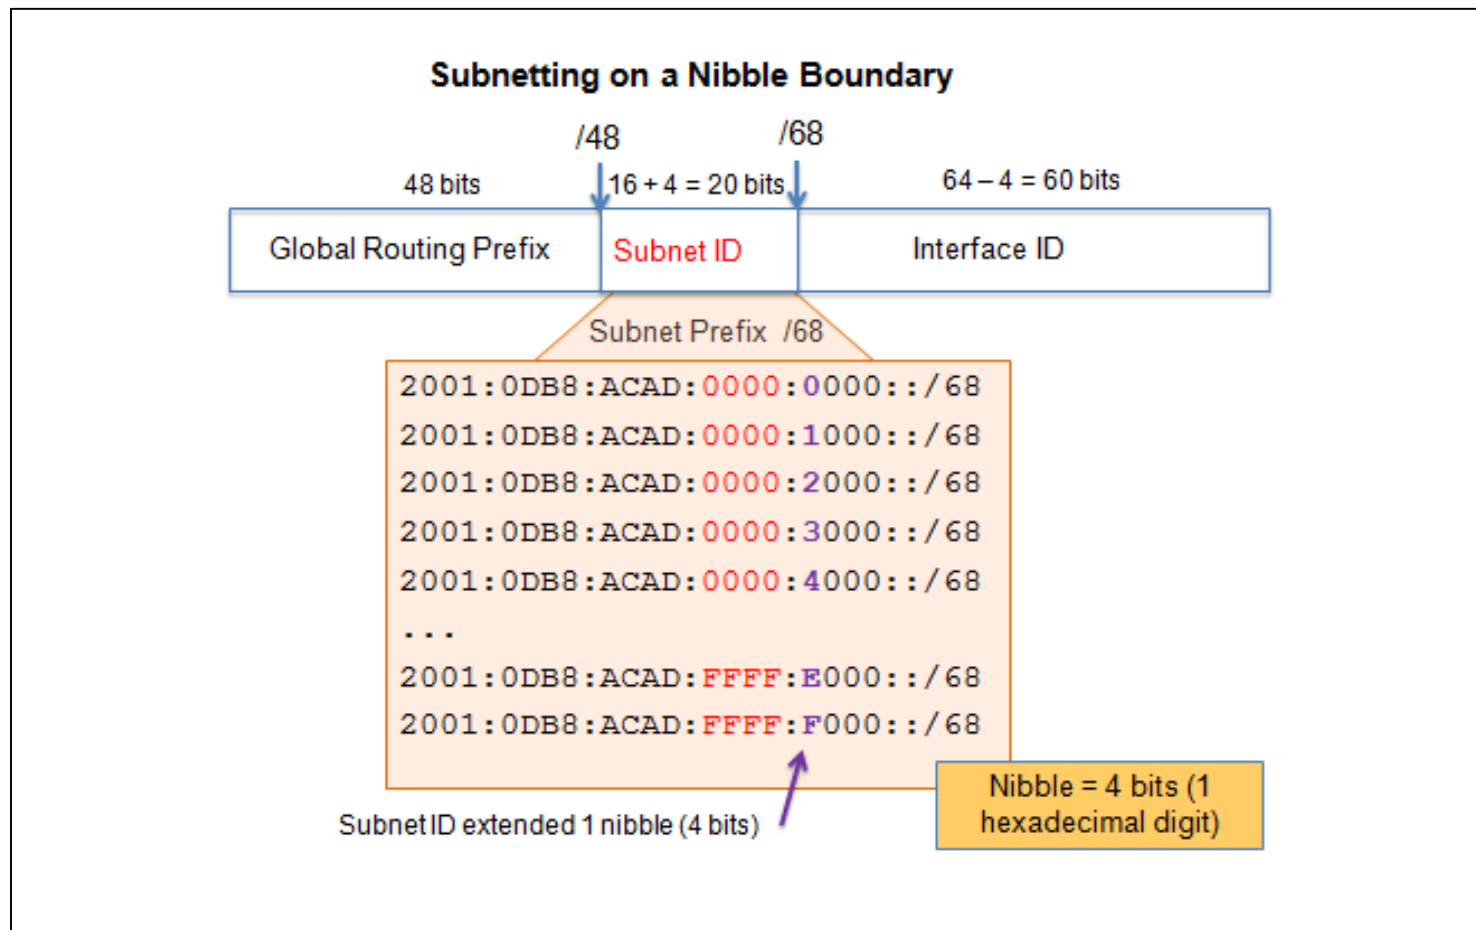 Subnetting on a Nibble Boundary
/48
/68
48 bits
16 + 4 = 20 bits
64 – 4 = 60 bits
Global Routing Prefix
Subnet ID
Interface ID
Subnet Prefix /68
2001:0DB8:ACAD:0000:0000::/68
2001:0DB8:ACAD:0000:1000::/68
2001:0DB8:ACAD:0000:2000::/68
2001:0DB8:ACAD:0000:3000::/68
2001:0DB8:ACAD:0000:4000::/68
...
2001:0DB8:ACAD:FFFF:E000::/68
2001:0DB8:ACAD:FFFF:F000::/68
Subnet ID extended 1 nibble (4 bits)
Nibble = 4 bits (1
hexadecimal digit)